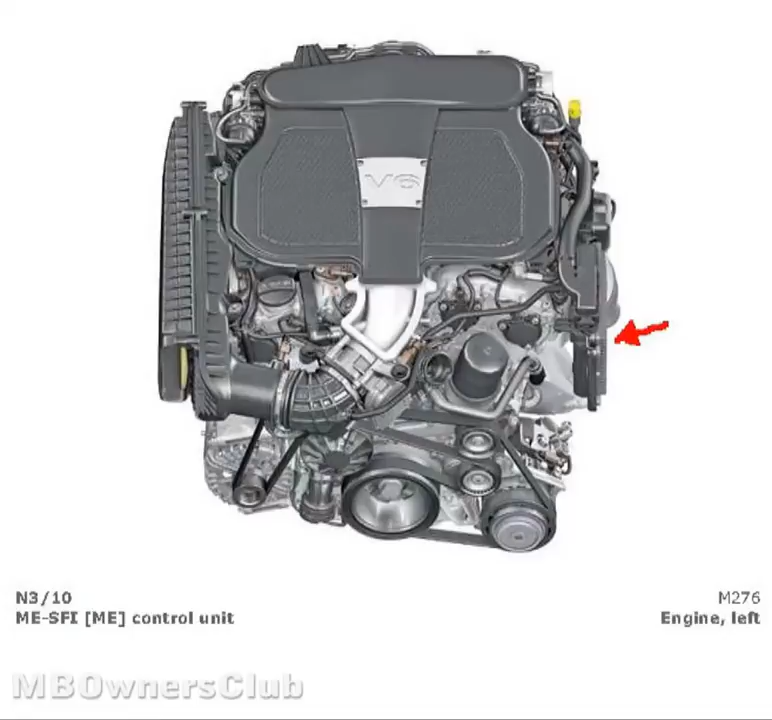 V6
N3/10
ME-SFI [ME] control unit
M276
Engine, left
MBOwnersClub